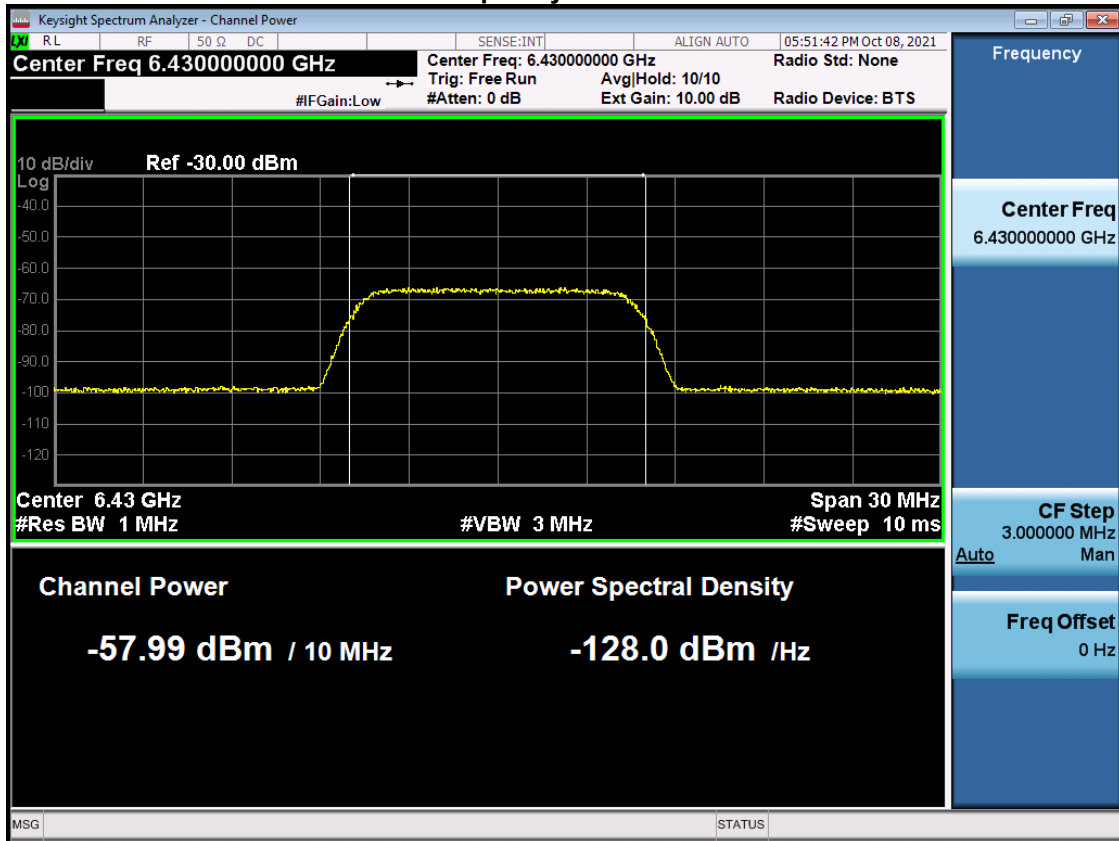 Keysight Spectrum Analyzer - Channel Power
LXI RL RF 50 Ω DC SENSE:INT ALIGN AUTO 05:51:42 PM Oct 08, 2021
Center Freq 6.430000000 GHz
Center Freq: 6.430000000 GHz Radio Std: None
Trig: Free Run Avg|Hold: 10/10
#IFGain:Low #Atten: 0 dB Ext Gain: 10.00 dB Radio Device: BTS
10 dB/div Ref -30.00 dBm
Log
-40.0
-50.0
-60.0
-70.0
-80.0
-90.0
-100
-110
-120
Center 6.43 GHz Span 30 MHz
#Res BW 1 MHz #VBW 3 MHz #Sweep 10 ms
Channel Power Power Spectral Density
-57.99 dBm / 10 MHz -128.0 dBm /Hz
Frequency
Center Freq
6.430000000 GHz
CF Step
3.000000 MHz
Auto Man
Freq Offset
0 Hz
MSG STATUS